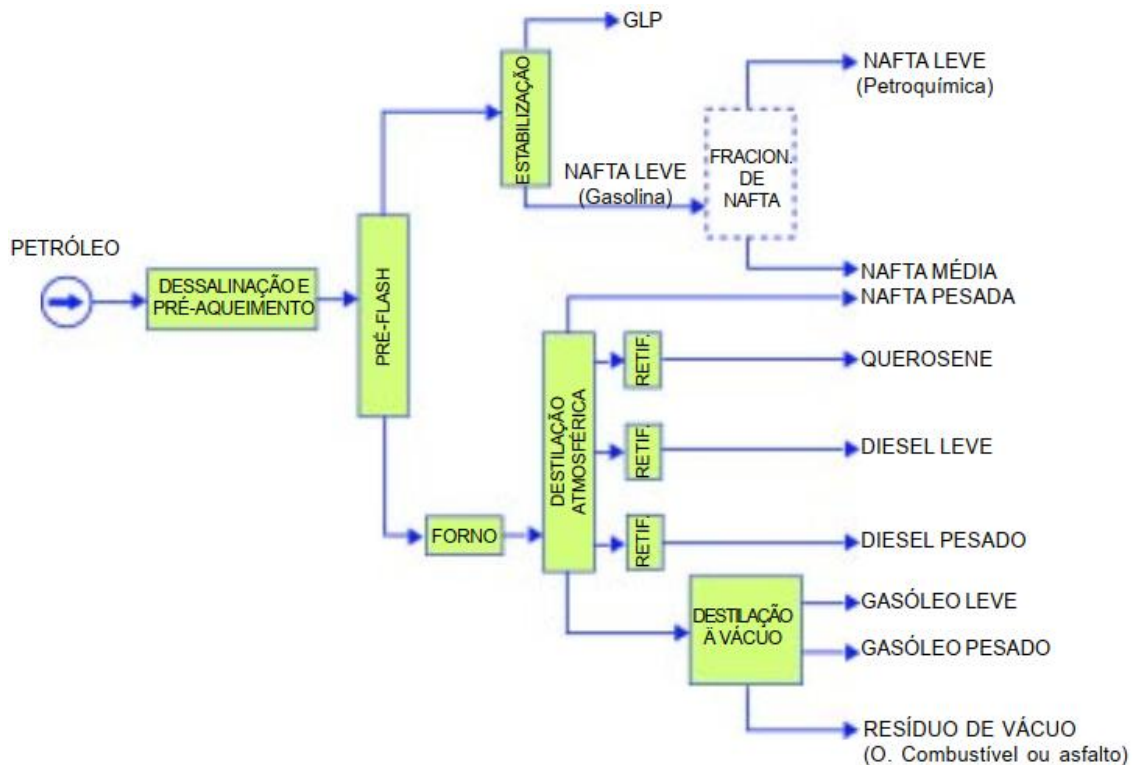 GLP
NAFTA LEVE
(Petroquímica)
ESTABILIZAÇÃO
FRACION.
DE
NAFTA
NAFTA LEVE
(Gasolina)
PETRÓLEO
DESSALINAÇÃO E
PRÉ-AQUEIMENTO
PRÉ-FLASH
NAFTA MÉDIA
NAFTA PESADA
RETIF.
QUEROSENE
DESTILAÇÃO
ATMOSFÉRICA
RETIF.
DIESEL LEVE
FORNO
RETIF.
DIESEL PESADO
DESTILAÇÃO
À VÁCUO
GASÓLEO LEVE
GASÓLEO PESADO
RESÍDUO DE VÁCUO
(O. Combustível ou asfalto)